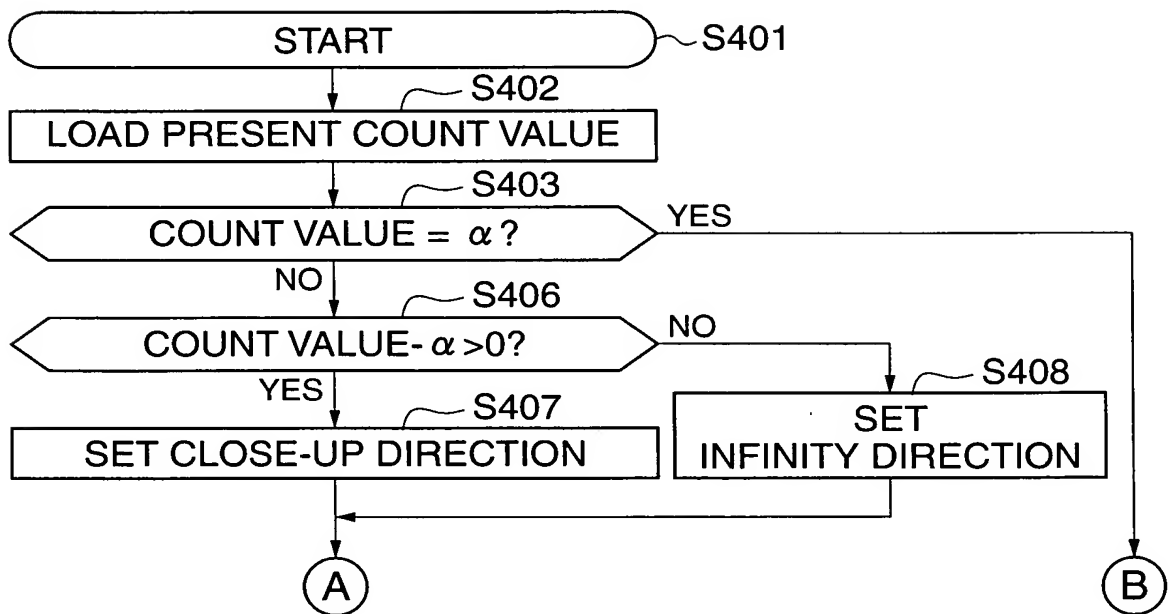 START
S401
S402
LOAD PRESENT COUNT VALUE
S403
COUNT VALUE = α?
YES
NO
S406
COUNT VALUE-α>0?
NO
YES
S407
S408
SET CLOSE-UP DIRECTION
SET
INFINITY DIRECTION
A
B